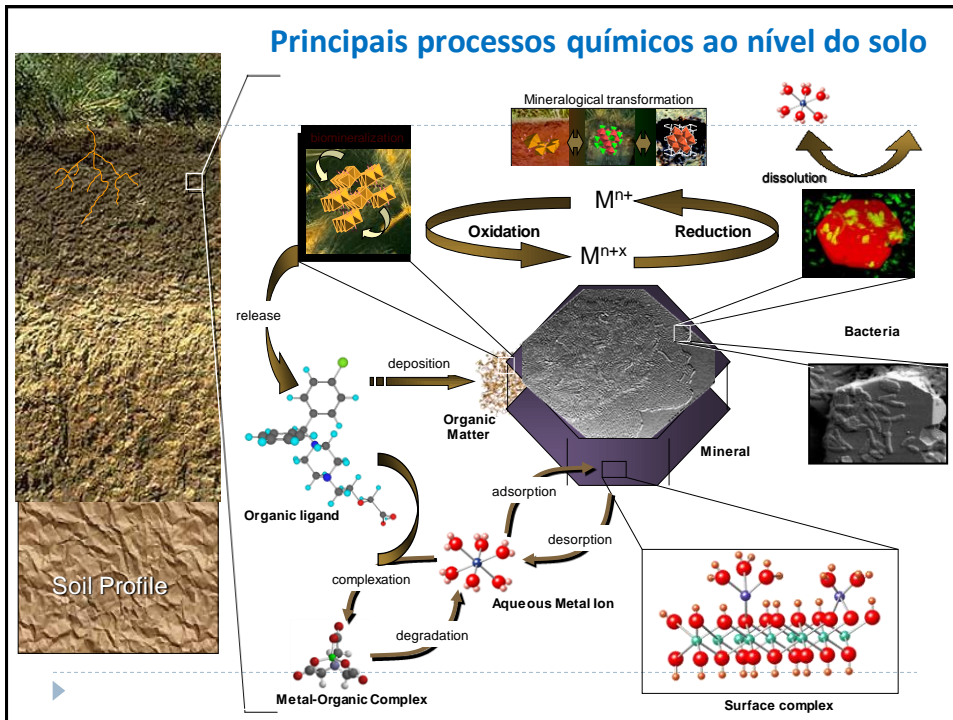 Principais processos químicos ao nível do solo
Mineralogical transformation
biomineralization
dissolution
Mⁿ⁺
Oxidation
Reduction
Mⁿ⁺ˣ
release
Bacteria
deposition
Organic
Matter
Mineral
adsorption
Organic ligand
desorption
Soil Profile
complexation
Aqueous Metal Ion
degradation
Metal-Organic Complex
Surface complex